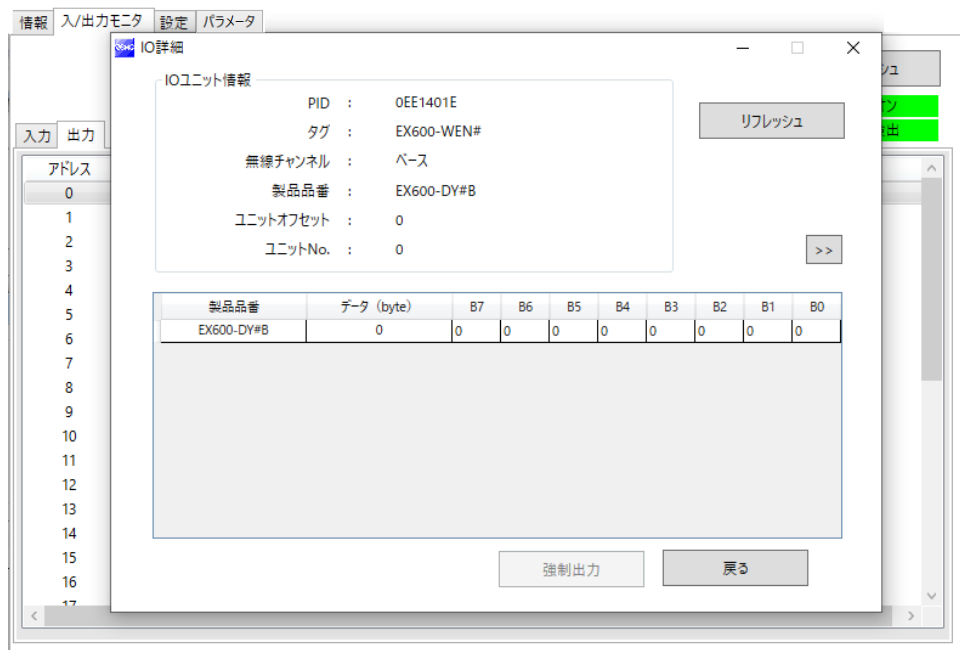 情報 入/出力モニタ 設定 パラメータ
SMC IO詳細
IOユニット情報
PID : 0EE1401E
タグ : EX600-WEN#
無線チャンネル : ベース
製品品番 : EX600-DY#B
ユニットオフセット : 0
ユニットNo. : 0
リフレッシュ
>>
製品品番 データ (byte) B7 B6 B5 B4 B3 B2 B1 B0
EX600-DY#B 0 0 0 0 0 0 0 0 0
強制出力 戻る
入力 出力
アドレス
0
1
2
3
4
5
6
7
8
9
10
11
12
13
14
15
16
17